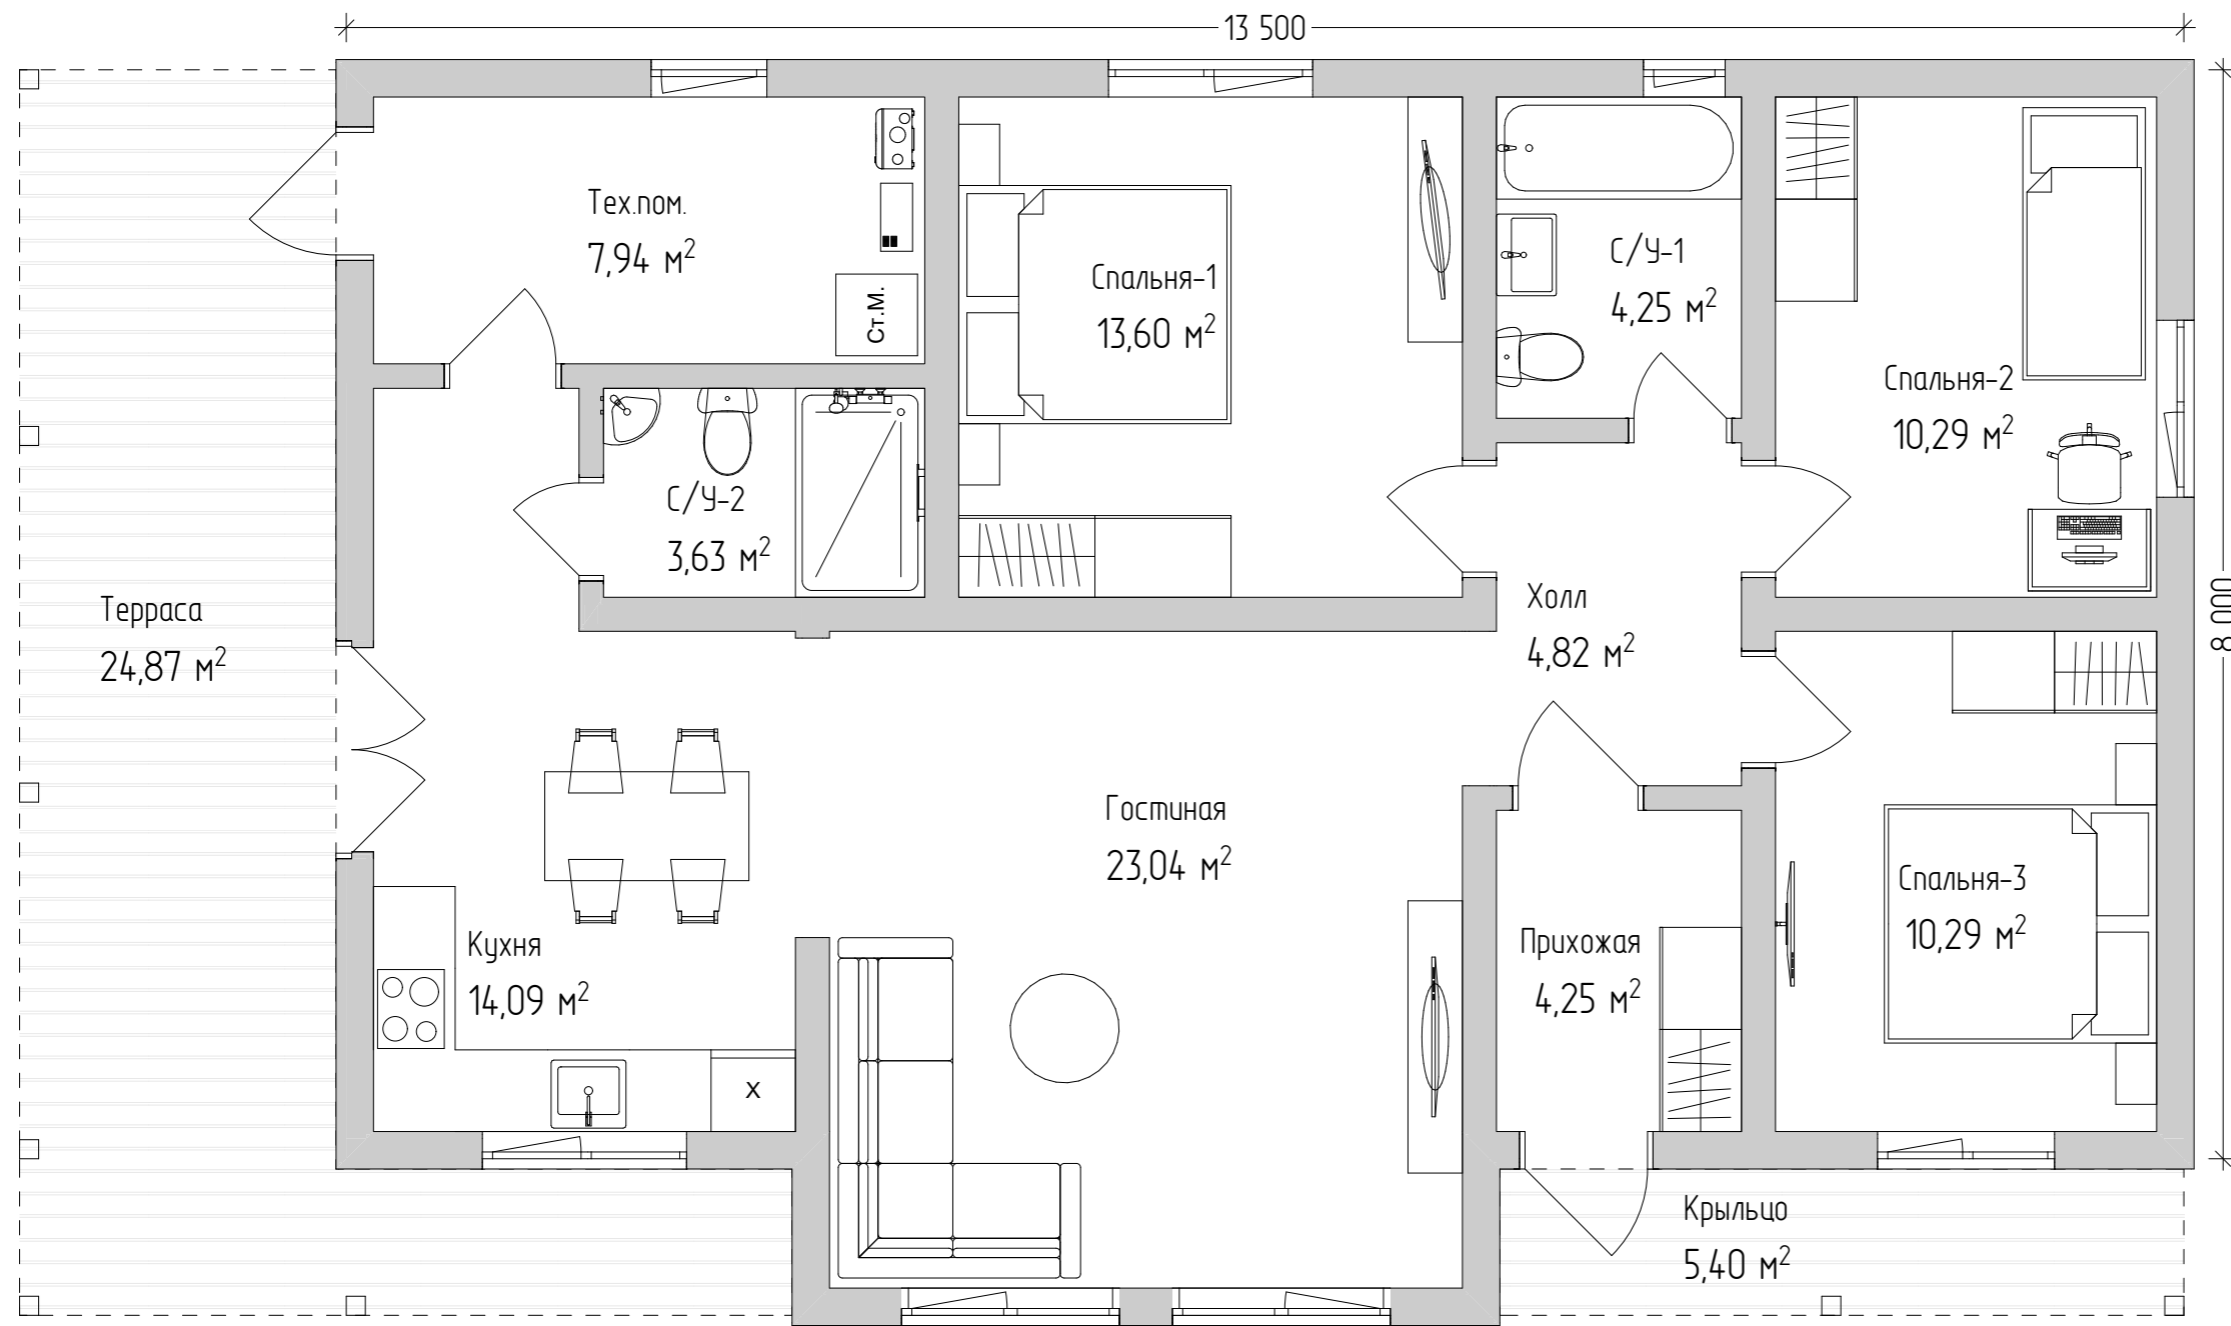 13 500
Тех.пом.
7,94 м²
Ст.М.
Спальня-1
13,60 м²
С/У-1
4,25 м²
Спальня-2
10,29 м²
С/У-2
3,63 м²
Терраса
24,87 м²
Холл
4,82 м²
8 000
Гостиная
23,04 м²
Кухня
14,09 м²
X
Прихожая
4,25 м²
Спальня-3
10,29 м²
Крыльцо
5,40 м²